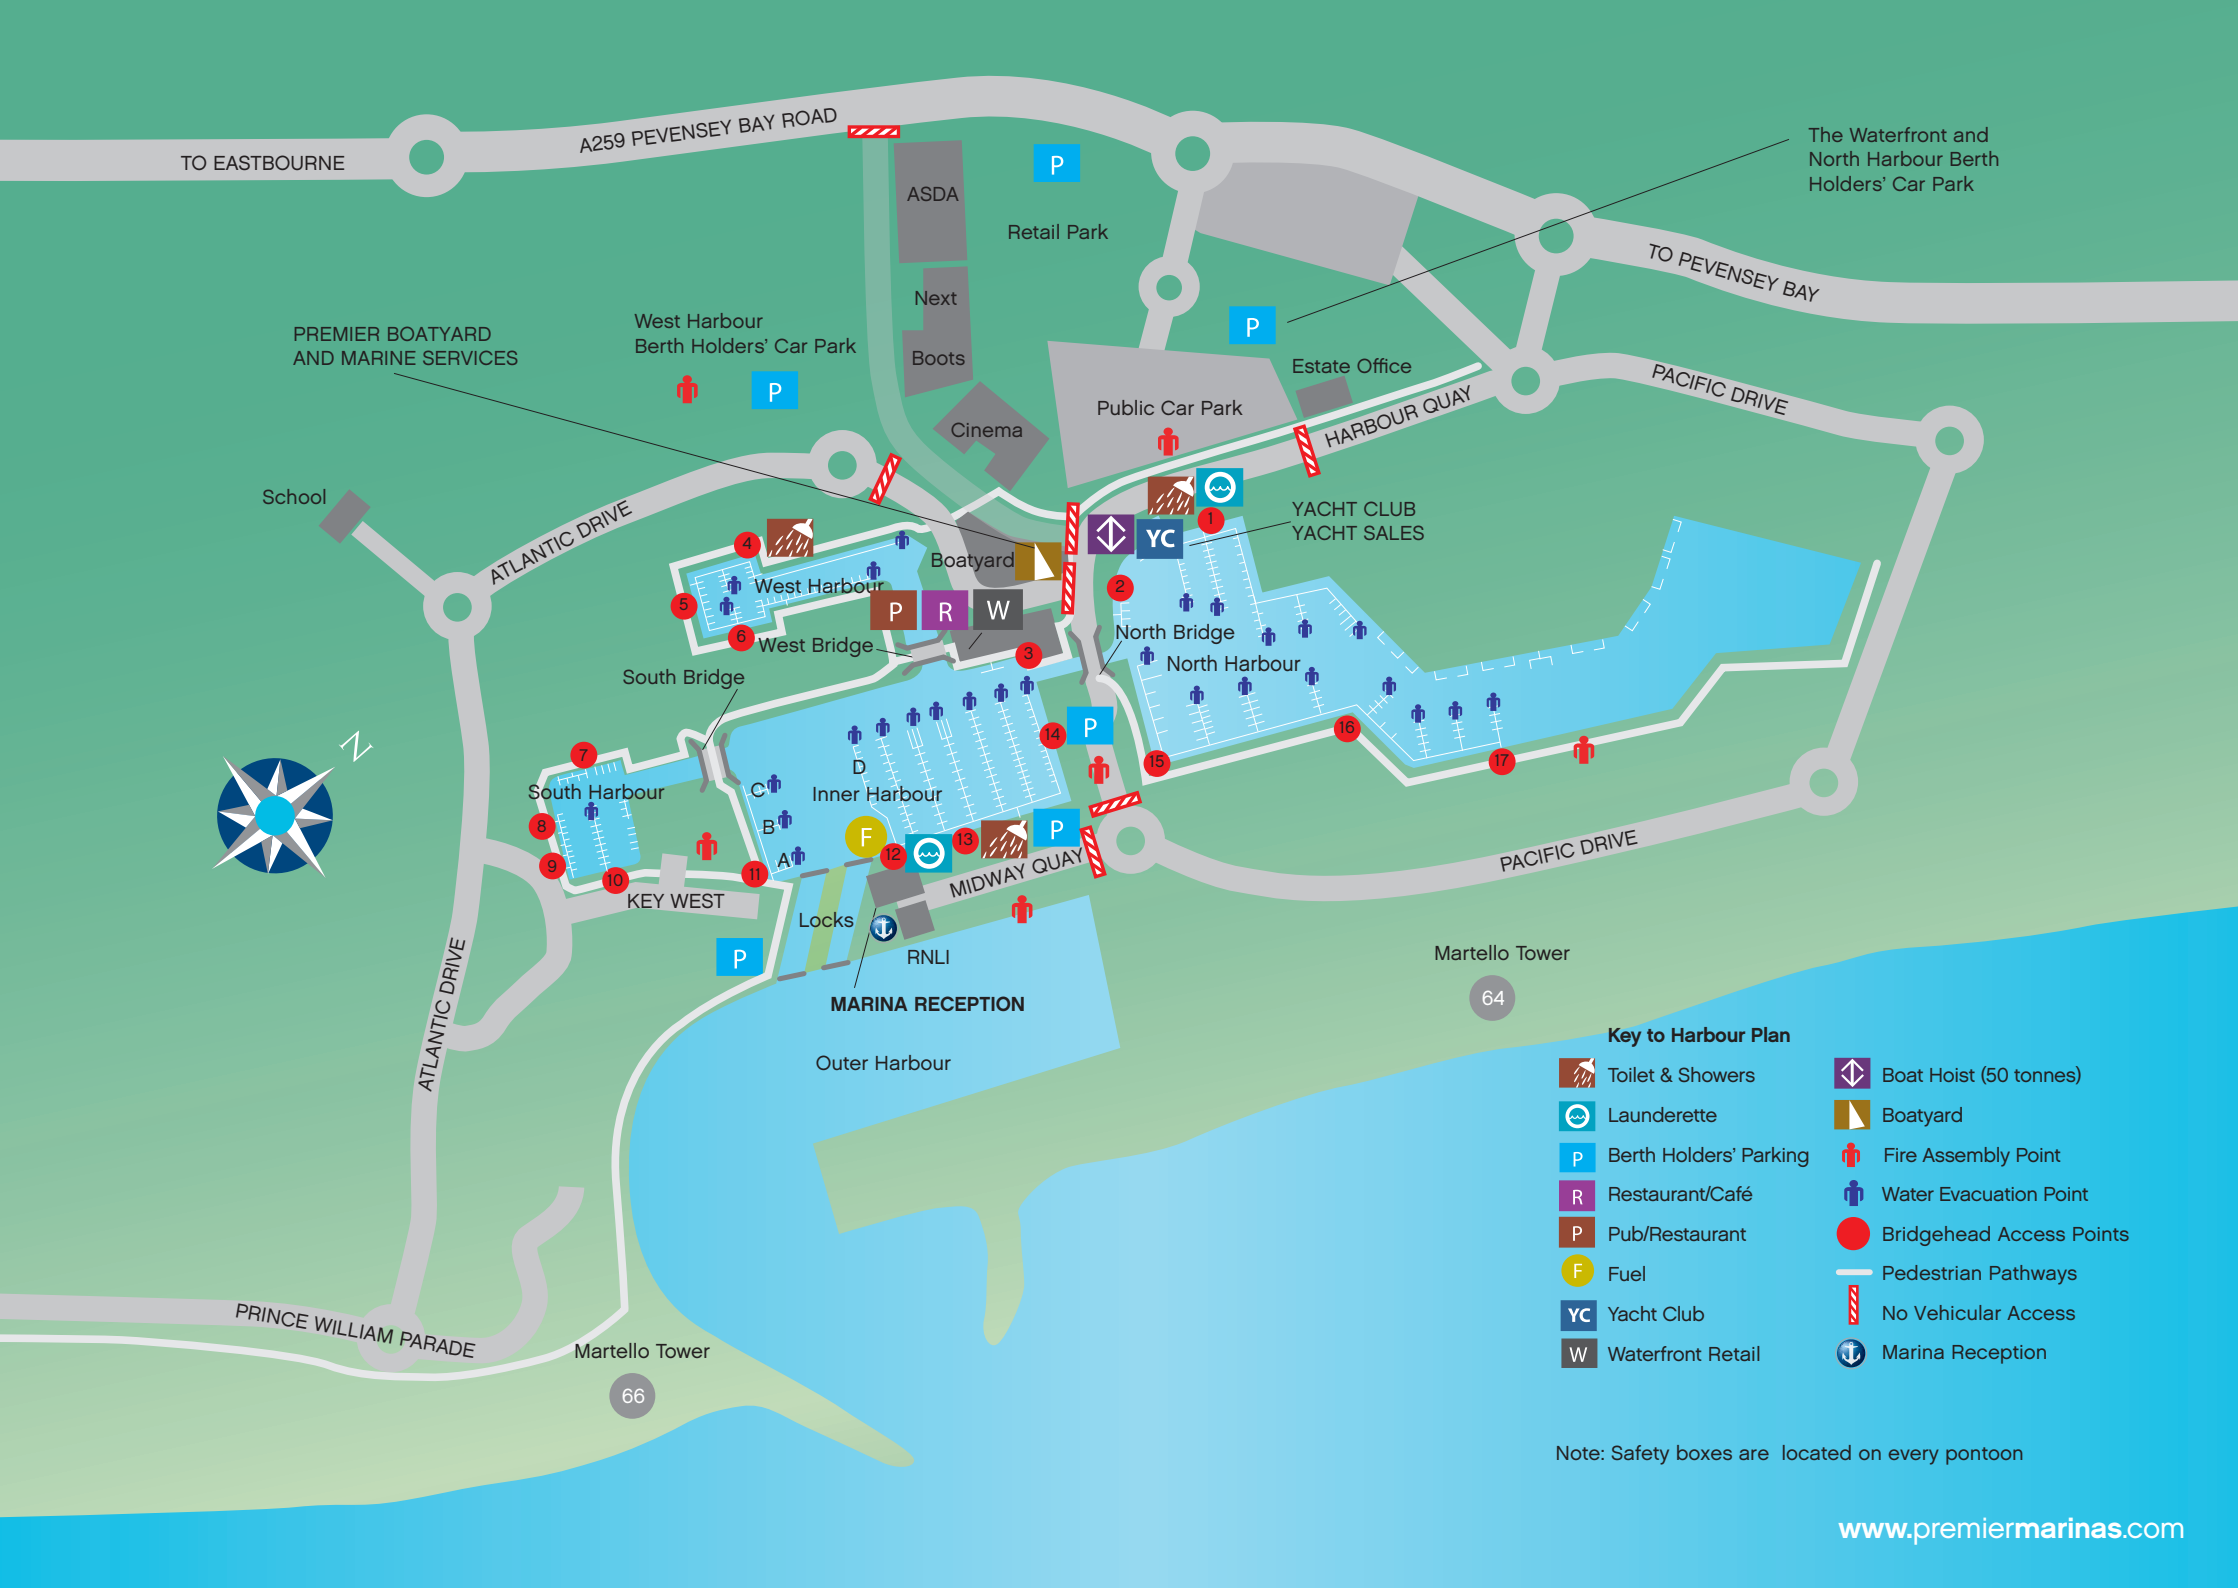 A259 PEVENSEY BAY ROAD
TO EASTBOURNE
The Waterfront and
North Harbour Berth
Holders' Car Park
P
ASDA
Retail Park
TO PEVENSEY BAY
Next
West Harbour
Berth Holders' Car Park
P
P
PREMIER BOATYARD
AND MARINE SERVICES
Boots
Estate Office
PACIFIC DRIVE
Public Car Park
HARBOUR QUAY
Cinema
School
ATLANTIC DRIVE
YACHT CLUB
YACHT SALES
1
YC
4
Boatyard
West Harbour
2
5
P
R
W
6
West Bridge
North Bridge
3
North Harbour
South Bridge
N
14
P
16
7
15
17
D
South Harbour
C
Inner Harbour
B
8
F
P
13
12
A
9
10
11
MIDWAY QUAY
PACIFIC DRIVE
KEY WEST
Locks
P
RNLI
Martello Tower
64
ATLANTIC DRIVE
MARINA RECEPTION
Outer Harbour
PRINCE WILLIAM PARADE
Martello Tower
66
Key to Harbour Plan
Toilet & Showers
Launderette
P Berth Holders' Parking
R Restaurant/Café
P Pub/Restaurant
F Fuel
YC Yacht Club
W Waterfront Retail
Boat Hoist (50 tonnes)
Boatyard
Fire Assembly Point
Water Evacuation Point
Bridgehead Access Points
Pedestrian Pathways
No Vehicular Access
Marina Reception
Note: Safety boxes are located on every pontoon
www.premiermarinas.com